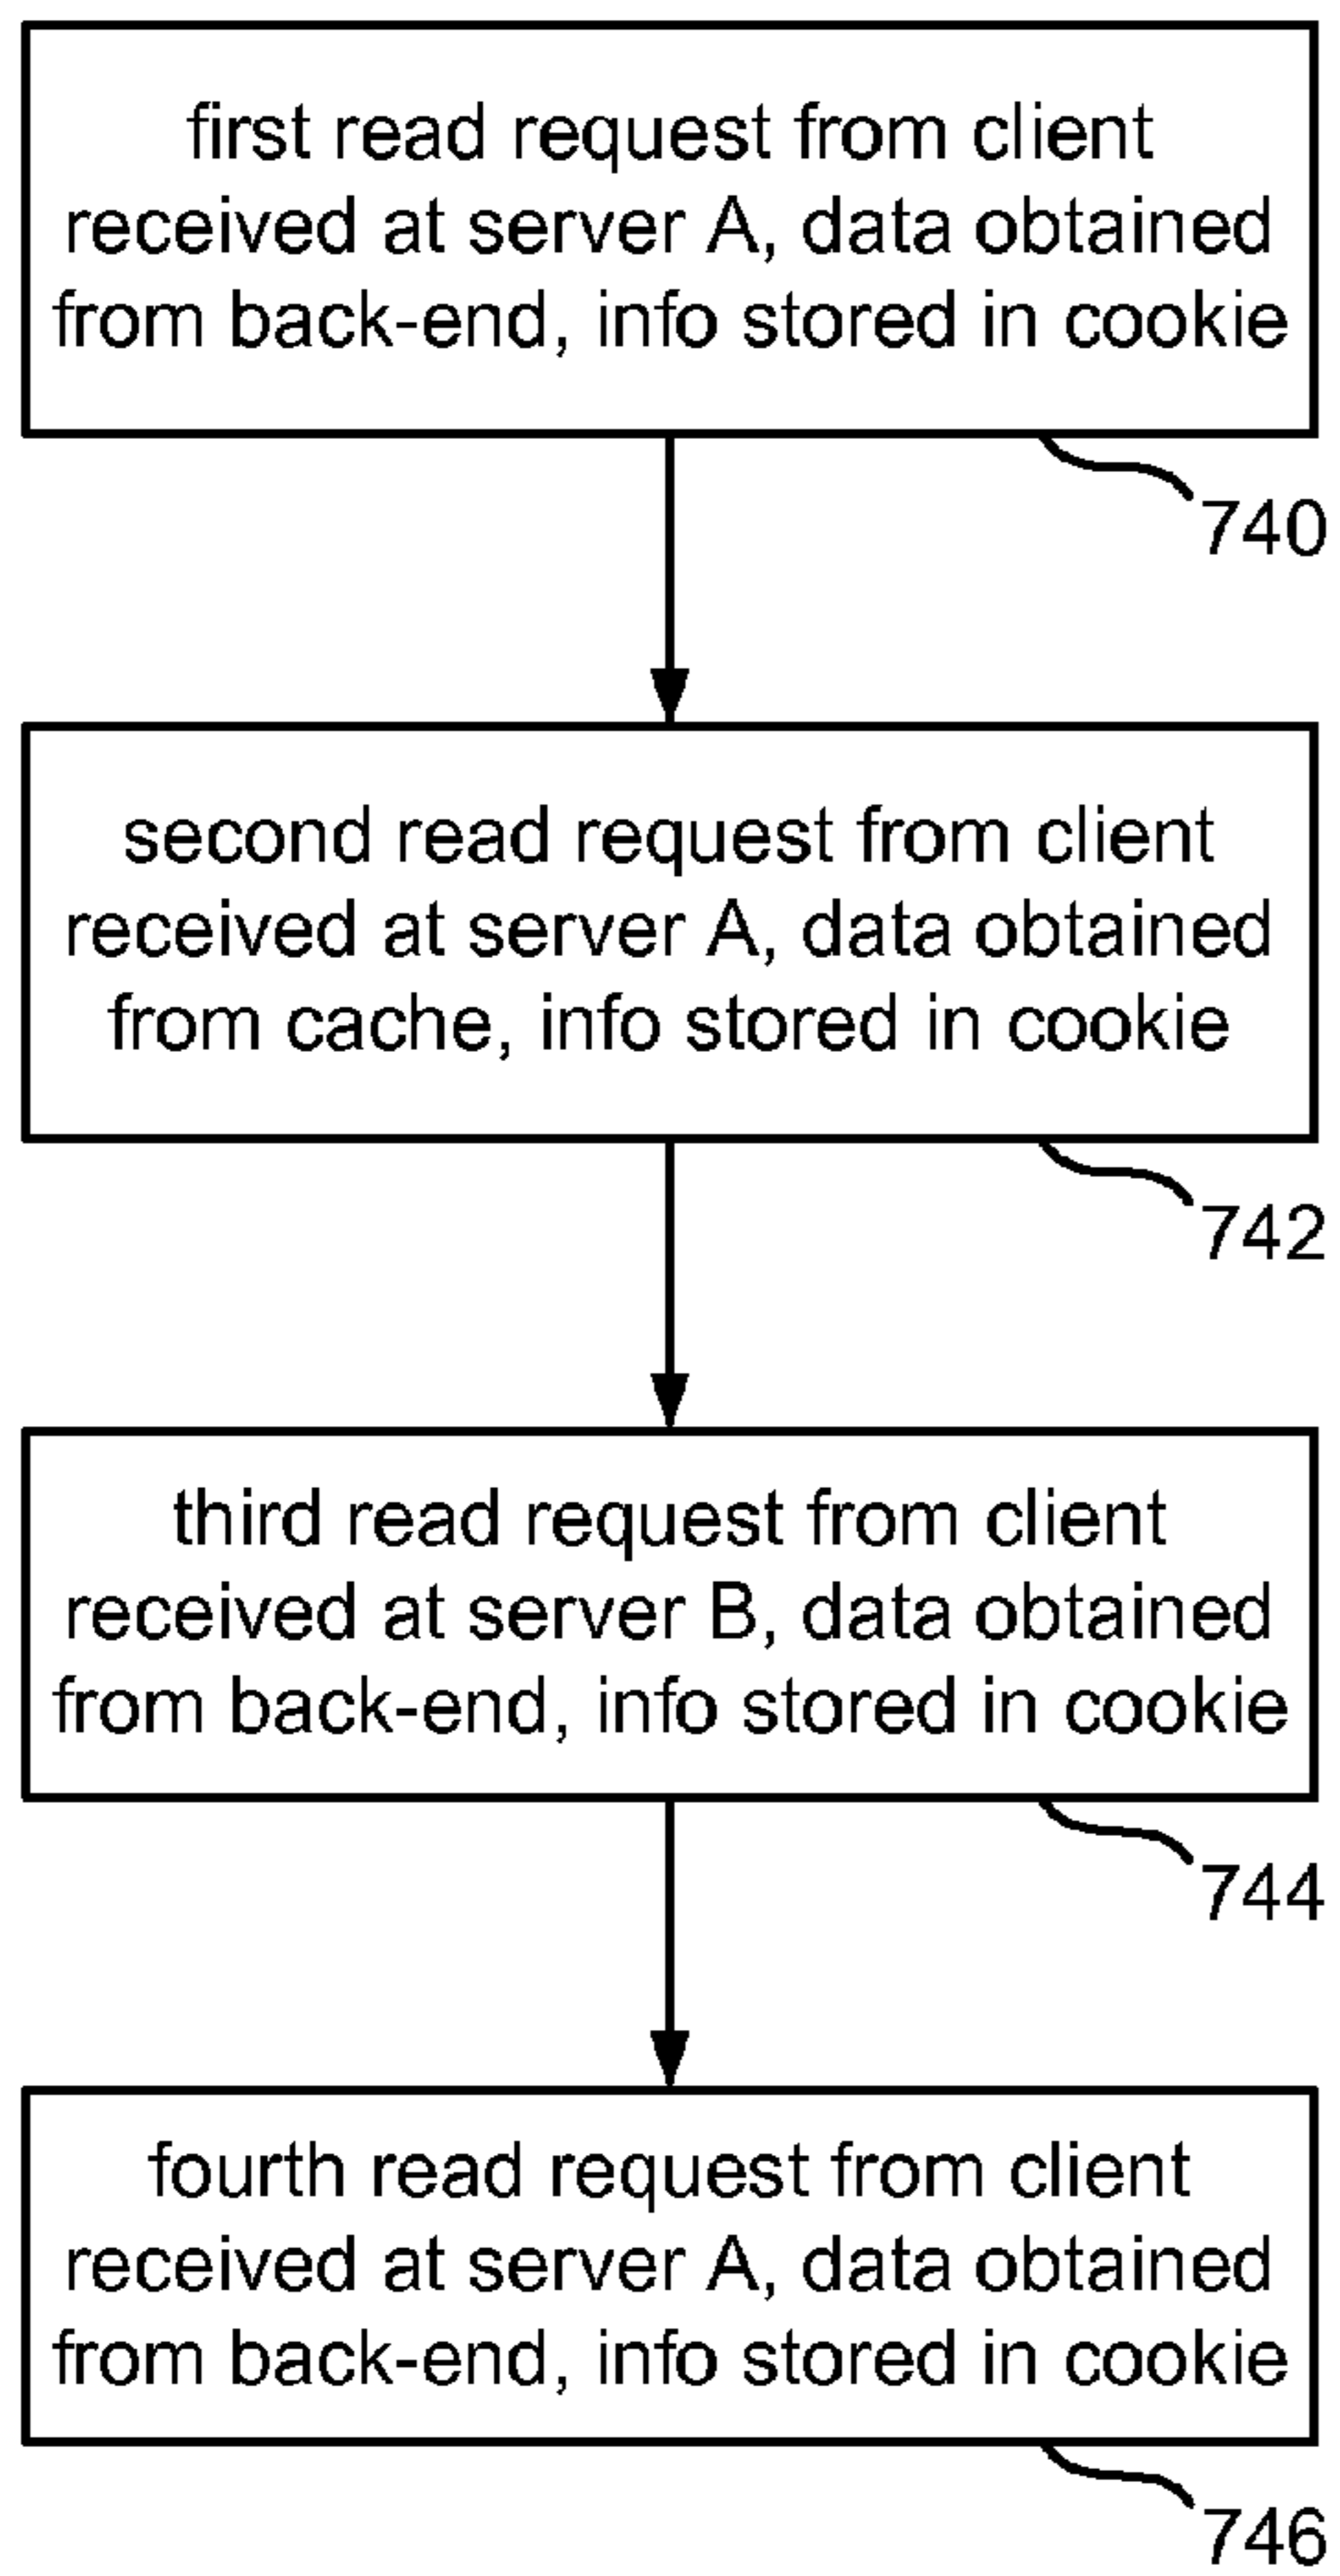 first read request from client
received at server A, data obtained
from back-end, info stored in cookie
740
second read request from client
received at server A, data obtained
from cache, info stored in cookie
742
third read request from client
received at server B, data obtained
from back-end, info stored in cookie
744
fourth read request from client
received at server A, data obtained
from back-end, info stored in cookie
746